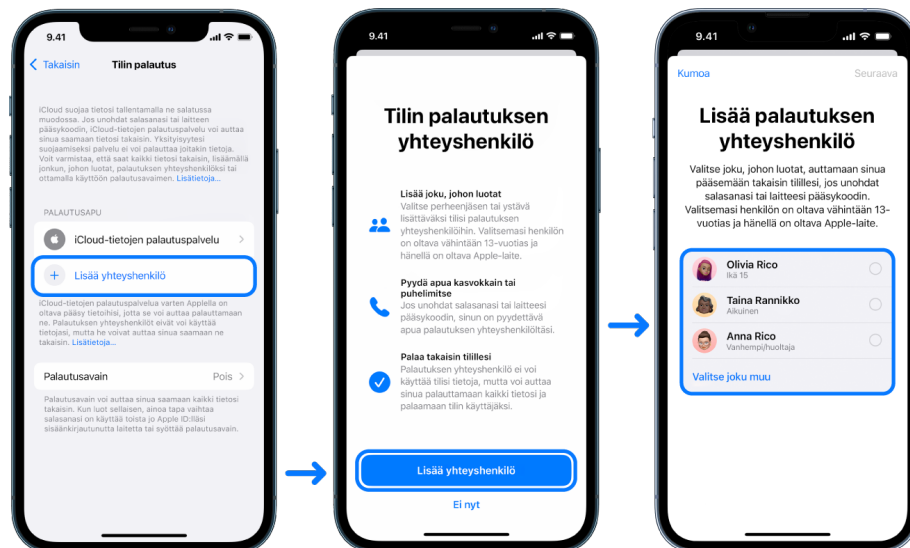 9.41
Takaisin
Tilin palautus
iCloud suojaa tietosi tallentamalla ne salatussa
muodossa. Jos unohdat salasanasi tai laitteen
pääsykoodin, iCloud-tietojen palautuspalvelu voi auttaa
sinua saamaan tietosi takaisin. Yksityisyytesi
suojaamiseksi palvelu ei voi palauttaa joitakin tietoja.
Voit varmistaa, että saat kaikki tietosi takaisin, lisäämällä
jonkun, johon luotat, palautuksen yhteyshenkilöksi tai
ottamalla käyttöön palautusavaimen. Lisätietoja...
PALAUTUSAPU
iCloud-tietojen palautuspalvelu
Lisää yhteyshenkilö
iCloud-tietojen palautuspalvelua varten Applella on
oltava pääsy tietoihisi, jotta se voi auttaa palauttamaan
ne. Palautuksen yhteyshenkilöt eivät voi käyttää
tietojasi, mutta he voivat auttaa sinua saamaan ne
takaisin. Lisätietoja...
Palautusavain
Pois
Palautusavain voi auttaa sinua saamaan kaikki tietosi
takaisin. Kun luot sellaisen, ainoa tapa vaihtaa
salasanasi on käyttää toista jo Apple ID:lläsi
sisäänkirjautunutta laitetta tai syöttää palautusavain.
9.41
Tilin palautuksen
yhteyshenkilö
Lisää joku, johon luotat
Valitse perheenjäsen tai ystävä
lisättäväksi tilisi palautuksen
yhteyshenkilöihin. Valitsemasi henkilön
on oltava vähintään 13-vuotias ja
hänellä on oltava Apple-laite.
Pyydä apua kasvokkain tai
puhelimitse
Jos unohdat salasanasi tai laitteesi
pääsykoodin, sinun on pyydettävä
apua palautuksen yhteyshenkilöltäsi.
Palaa takaisin tilillesi
Palautuksen yhteyshenkilö ei voi
käyttää tilisi tietoja, mutta voi auttaa
sinua palauttamaan kaikki tietosi ja
palaamaan tilin käyttäjäksi.
Lisää yhteyshenkilö
Ei nyt
9.41
Kumoa
Seuraava
Lisää palautuksen
yhteyshenkilö
Valitse joku, johon luotat, auttamaan sinua
pääsemään takaisin tilillesi, jos unohdat
salasanasi tai laitteesi pääsykoodin.
Valitsemasi henkilön on oltava vähintään 13-
vuotias ja hänellä on oltava Apple-laite.
Olivia Rico
Ikä 15
Taina Rannikko
Aikuinen
Anna Rico
Vanhempi/huoltaja
Valitse joku muu